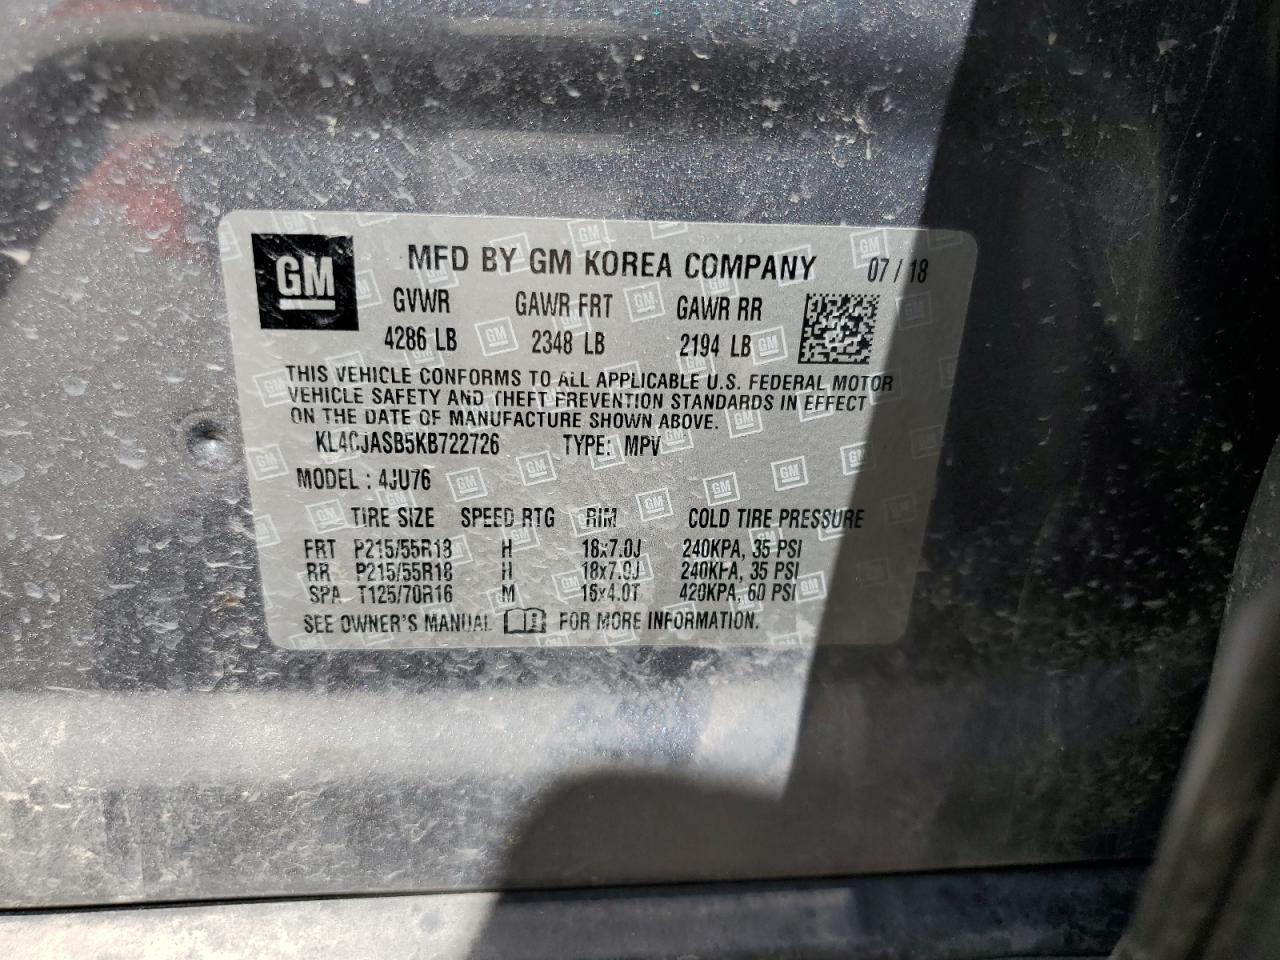 GM MFD BY GM KOREA COMPANY 07/18
GVWR GAWR FRT GAWR RR
4286 LB 2348 LB 2194 LB
THIS VEHICLE CONFORMS TO ALL APPLICABLE U.S. FEDERAL MOTOR
VEHICLE SAFETY AND THEFT PREVENTION STANDARDS IN EFFECT
ON THE DATE OF MANUFACTURE SHOWN ABOVE.
KL4CJASB5KB722726 TYPE: MPV
MODEL : 4JU76
TIRE SIZE SPEED RTG RIM COLD TIRE PRESSURE
FRT P215/55R18 H 18x7.0J 240KPA, 35 PSI
RR P215/55R18 H 18x7.0J 240KPA, 35 PSI
SPA T125/70R16 M 16x4.0T 420KPA, 60 PSI
SEE OWNER'S MANUAL FOR MORE INFORMATION.